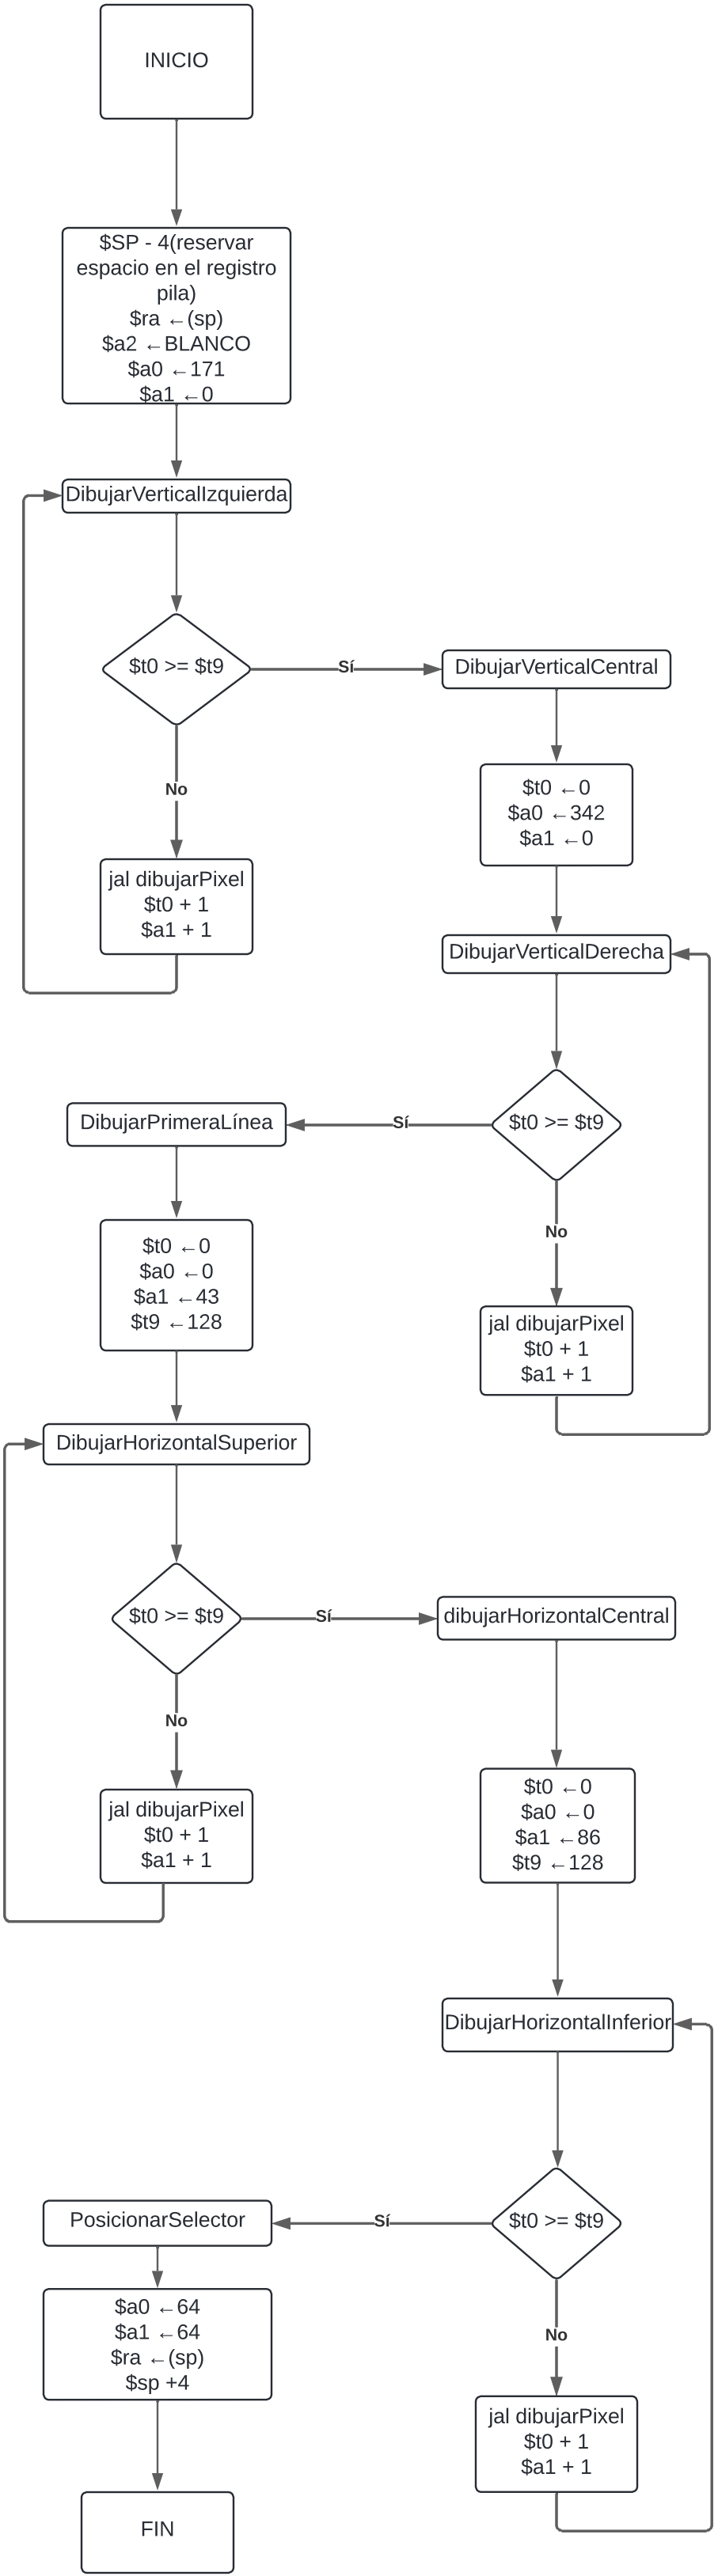 INICIO
$SP - 4(reservar
espacio en el registro
pila)
$ra ←(sp)
$a2 ←BLANCO
$a0 ←171
$a1 ←0
DibujarVerticalIzquierda
$t0 >= $t9
Sí
DibujarVerticalCentral
No
$t0 ←0
$a0 ←342
$a1 ←0
jal dibujarPixel
$t0 + 1
$a1 + 1
DibujarVerticalDerecha
$t0 >= $t9
Sí
DibujarPrimeraLínea
No
$t0 ←0
$a0 ←0
$a1 ←43
$t9 ←128
jal dibujarPixel
$t0 + 1
$a1 + 1
DibujarHorizontalSuperior
$t0 >= $t9
Sí
dibujarHorizontalCentral
No
$t0 ←0
$a0 ←0
$a1 ←86
$t9 ←128
jal dibujarPixel
$t0 + 1
$a1 + 1
DibujarHorizontalInferior
$t0 >= $t9
Sí
PosicionarSelector
No
$a0 ←64
$a1 ←64
$ra ←(sp)
$sp +4
jal dibujarPixel
$t0 + 1
$a1 + 1
FIN